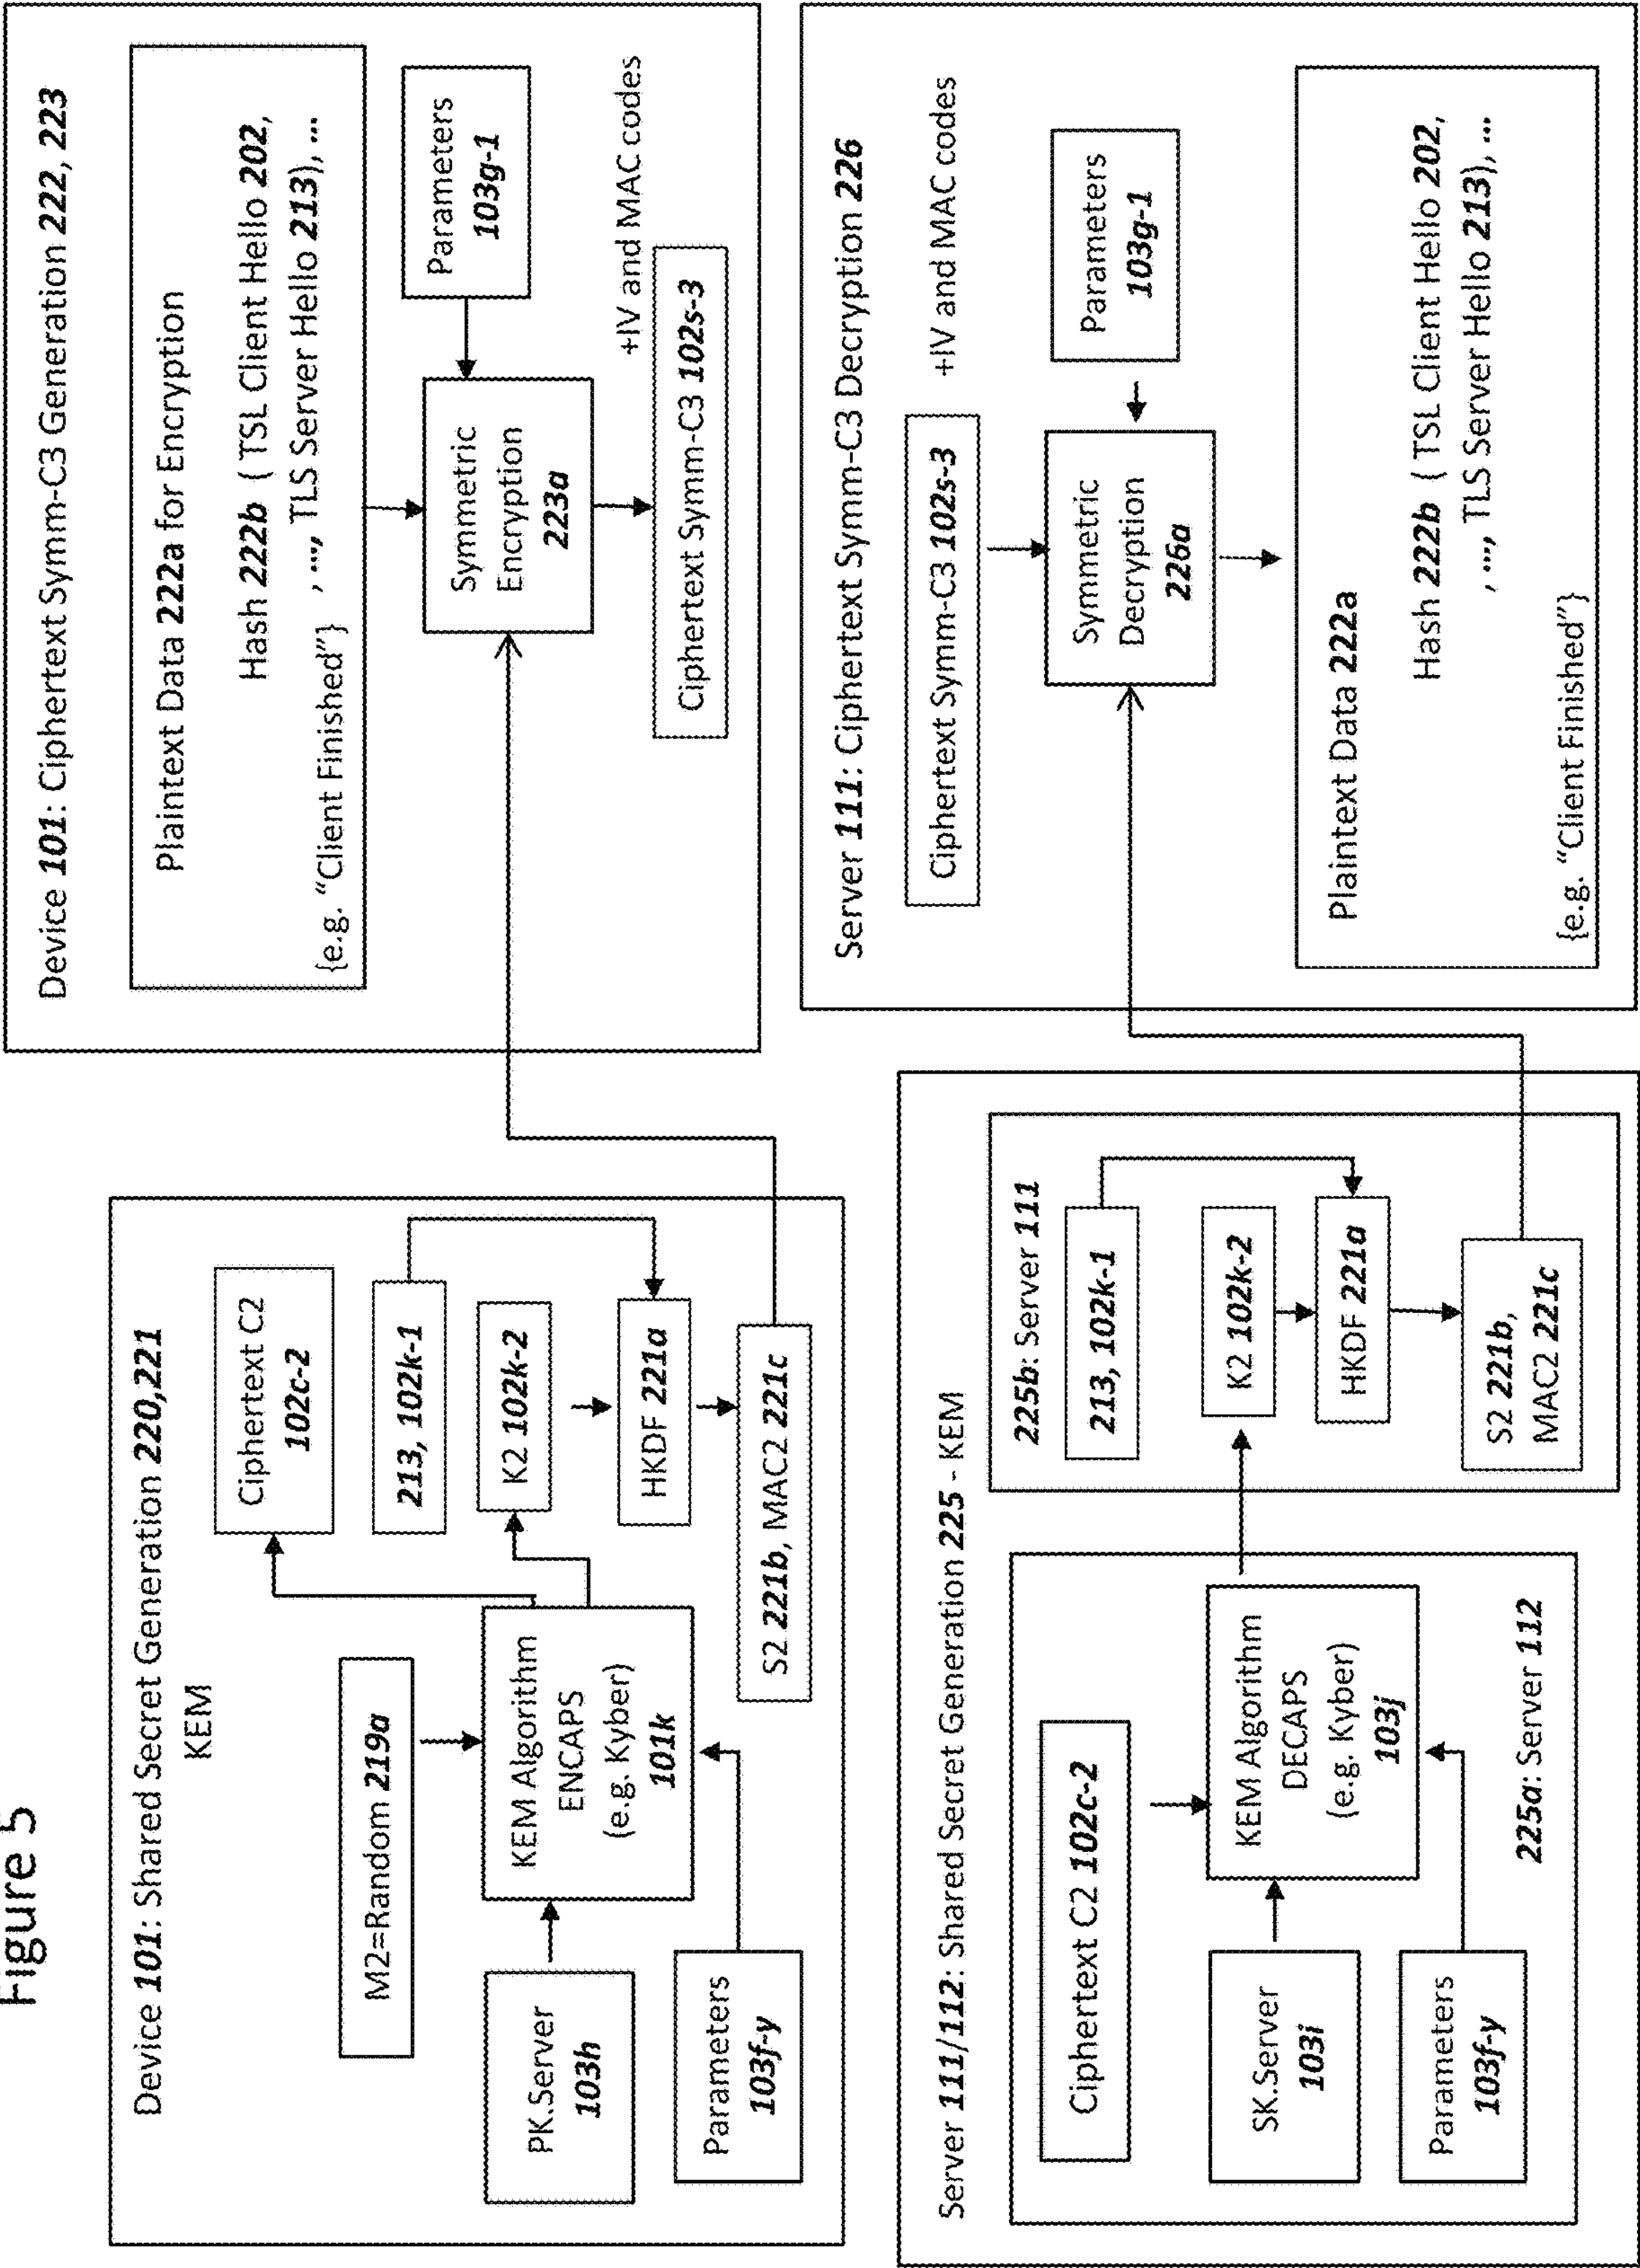 Figure 5
Device 101: Shared Secret Generation 220,221
KEM
M2=Random 219a
PK.Server
103h
Parameters
103f-y
KEM Algorithm
ENCAPS
(e.g. Kyber)
101k
Ciphertext C2
102c-2
213, 102k-1
K2 102k-2
HKDF 221a
S2 221b, MAC2 221c
Device 101: Ciphertext Symm-C3 Generation 222, 223
Plaintext Data 222a for Encryption
Hash 222b ( TSL Client Hello 202,
, ..., TLS Server Hello 213), ...
{e.g. “Client Finished”}
Symmetric
Encryption
223a
Parameters
103g-1
+IV and MAC codes
Ciphertext Symm-C3 102s-3
Server 111/112: Shared Secret Generation 225 - KEM
Ciphertext C2 102c-2
SK.Server
103i
Parameters
103f-y
KEM Algorithm
DECAPS
(e.g. Kyber)
103j
225a: Server 112
225b: Server 111
213, 102k-1
K2 102k-2
HKDF 221a
S2 221b,
MAC2 221c
Server 111: Ciphertext Symm-C3 Decryption 226
Ciphertext Symm-C3 102s-3
+IV and MAC codes
Symmetric
Decryption
226a
Parameters
103g-1
Plaintext Data 222a
Hash 222b ( TSL Client Hello 202,
, ..., TLS Server Hello 213), ...
{e.g. “Client Finished”}